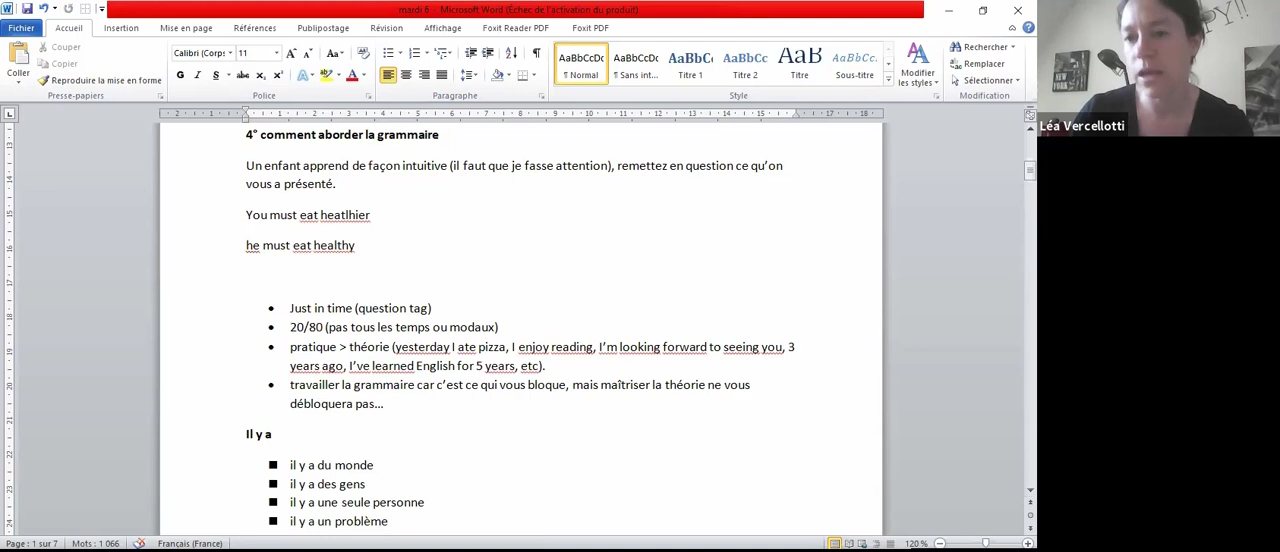 mardi 6 - Microsoft Word (Échec de l'activation du produit)
Fichier Accueil Insertion Mise en page Références Publipostage Révision Affichage Foxit Reader PDF Foxit PDF
Coller
Couper
Copier
Reproduire la mise en forme
Presse-papiers
Calibri (Corps 11
Police
Paragraphe
AaBbCcDc AaBbCcDc AaBbC AaBbCc AaB AaBbCc.
¶ Normal ¶ Sans int... Titre 1 Titre 2 Titre Sous-titre
Modifier les styles
Style
Rechercher
Remplacer
Sélectionner
Modification
Léa Vercellotti
NEW YORK
PY!!
4° comment aborder la grammaire
Un enfant apprend de façon intuitive (il faut que je fasse attention), remettez en question ce qu'on
vous a présenté.
You must eat heatlhier
he must eat healthy
• Just in time (question tag)
• 20/80 (pas tous les temps ou modaux)
• pratique > théorie (yesterday I ate pizza, I enjoy reading, I'm looking forward to seeing you, 3
years ago, I've learned English for 5 years, etc).
• travailler la grammaire car c'est ce qui vous bloque, mais maîtriser la théorie ne vous
débloquera pas...
Il y a
■ il y a du monde
■ il y a des gens
■ il y a une seule personne
■ il y a un problème
Page : 1 sur 7 Mots : 1 066 Français (France) 120 %